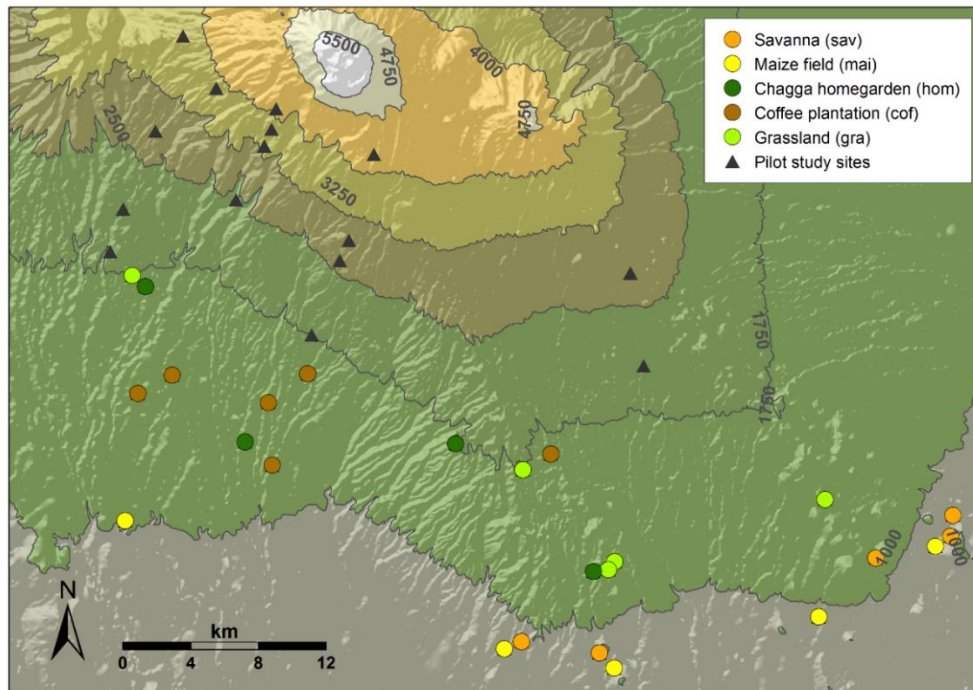 5500
4750
4000
4750
2500
3250
1750
1750
1000
1000
Savanna (sav)
Maize field (mai)
Chagga homegarden (hom)
Coffee plantation (cof)
Grassland (gra)
Pilot study sites
N
km
0 4 8 12